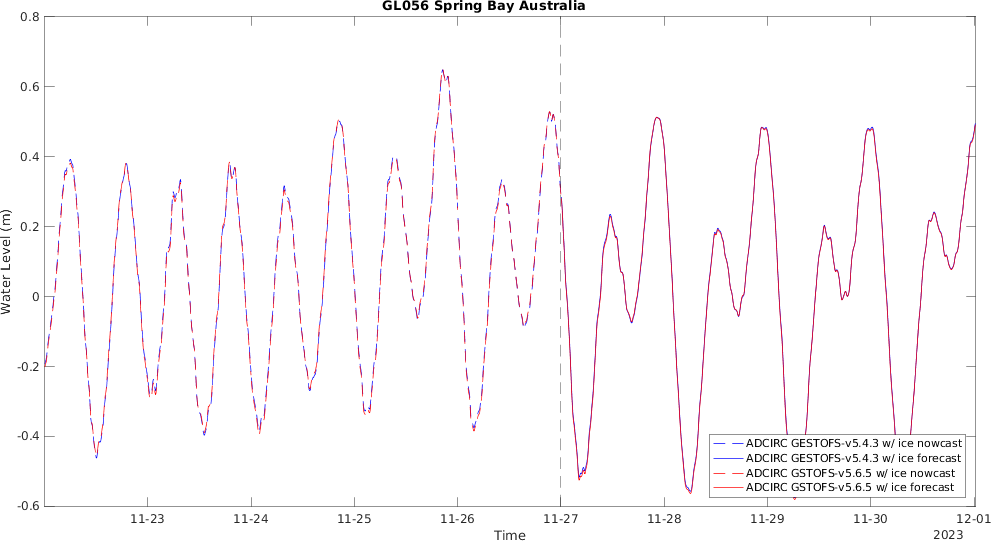 GL056 Spring Bay Australia
Water Level (m)
0.8
0.6
0.4
0.2
0
-0.2
-0.4
-0.6
ADCIRC GESTOFS-v5.4.3 w/ ice nowcast
ADCIRC GESTOFS-v5.4.3 w/ ice forecast
ADCIRC GSTOFS-v5.6.5 w/ ice nowcast
ADCIRC GSTOFS-v5.6.5 w/ ice forecast
11-23 11-24 11-25 11-26 11-27 11-28 11-29 11-30 12-01
Time
2023